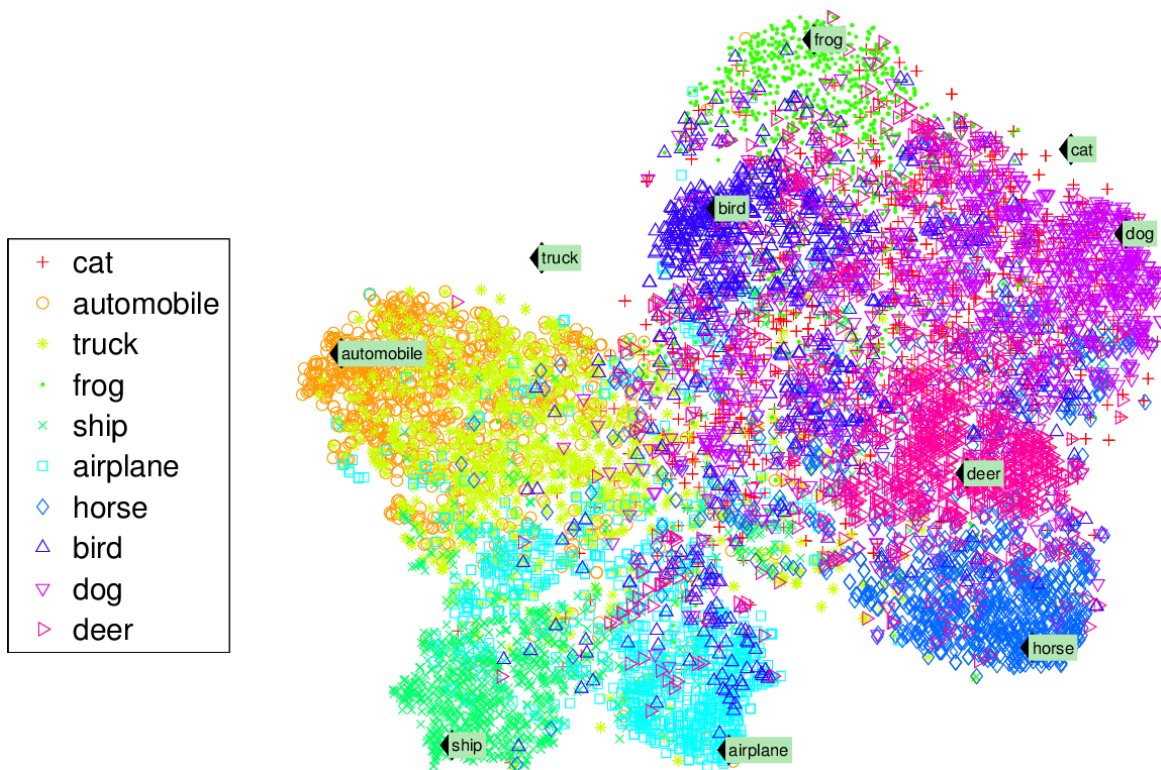 cat
automobile
truck
frog
ship
airplane
horse
bird
dog
deer
frog
cat
bird
dog
truck
automobile
deer
horse
ship
airplane